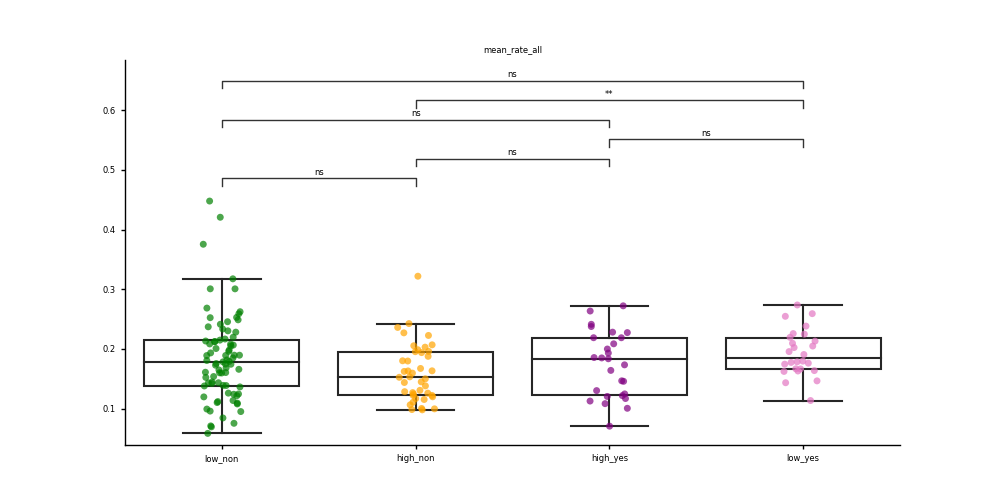 mean_rate_all
ns
**
ns
ns
ns
ns
0.6
0.5
0.4
0.3
0.2
0.1
low_non
high_non
high_yes
low_yes